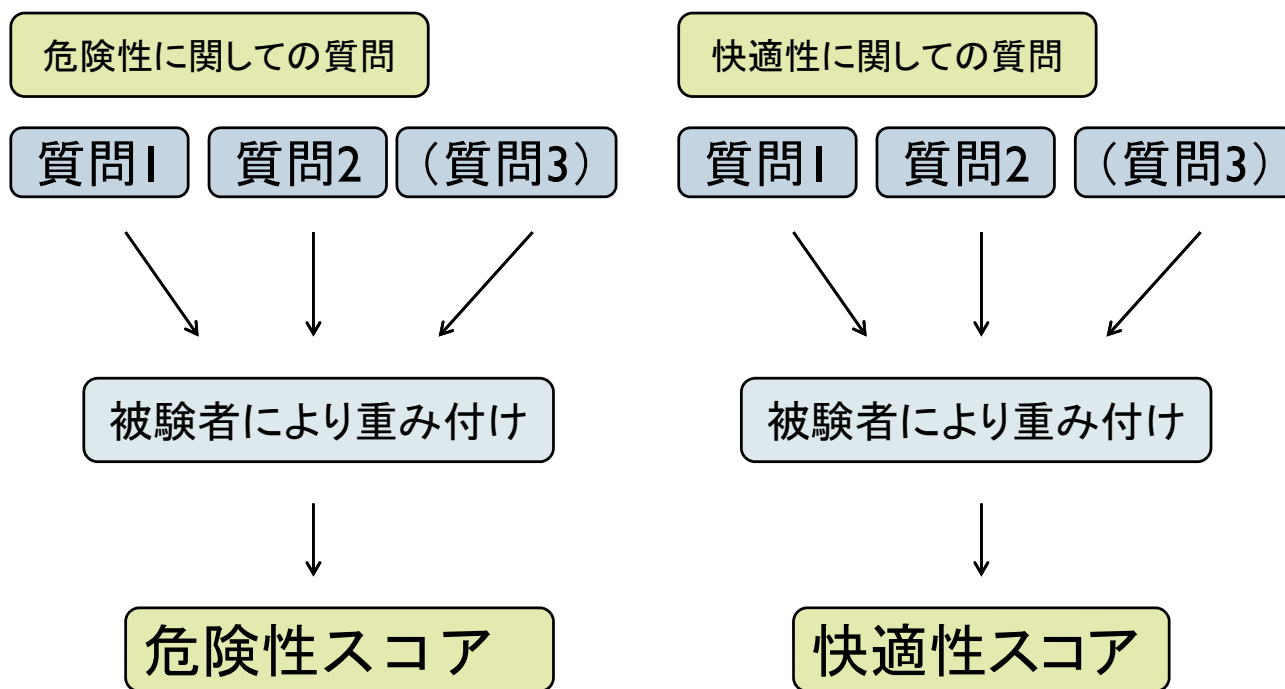 危険性に関しての質問
快適性に関しての質問
質問1
質問2
（質問3）
質問1
質問2
（質問3）
被験者により重み付け
被験者により重み付け
危険性スコア
快適性スコア